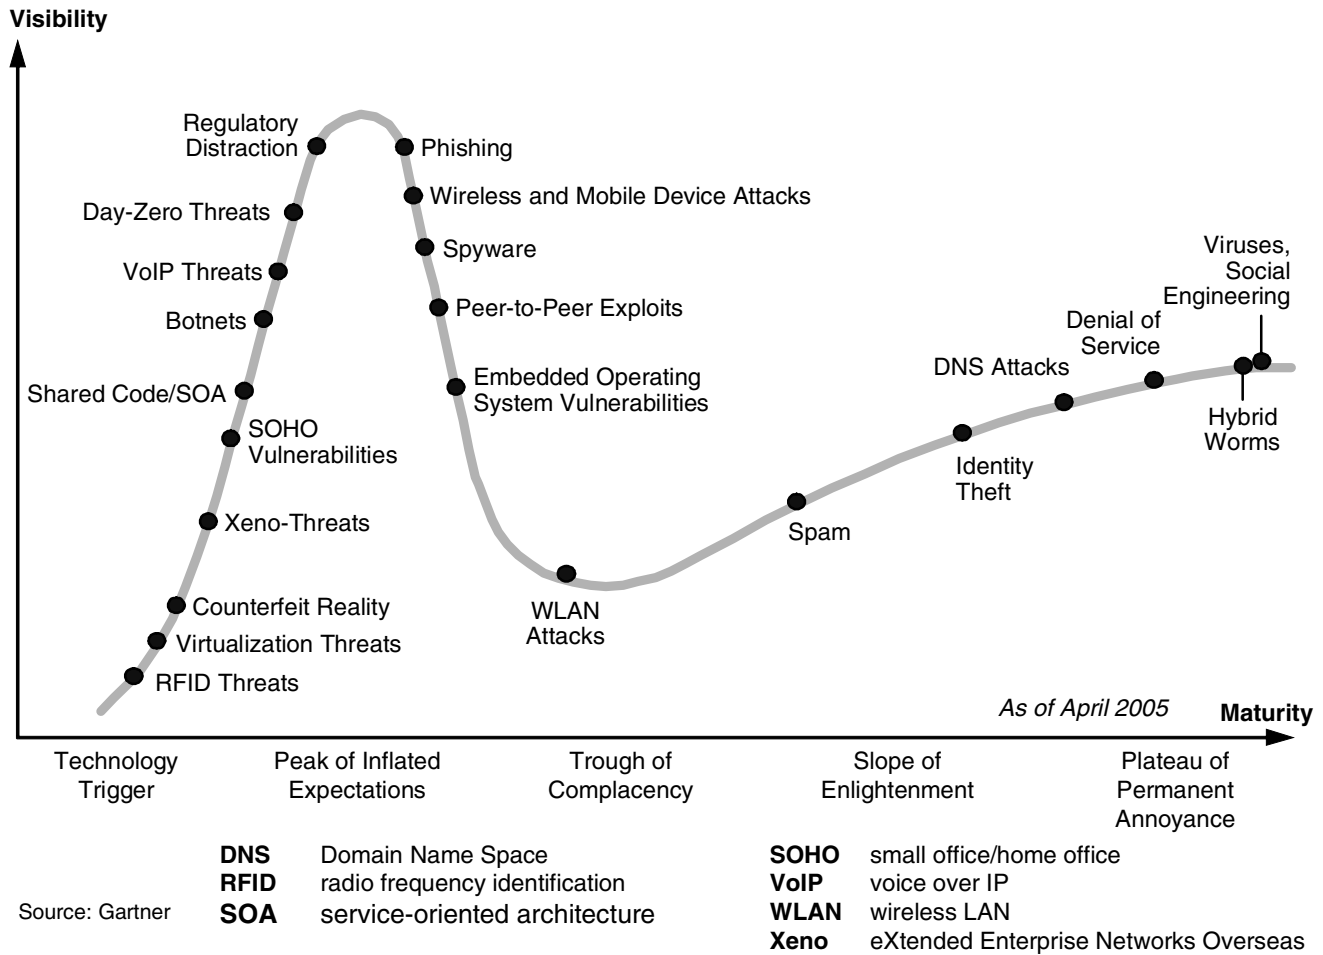 Visibility
Regulatory
Distraction
Phishing
Wireless and Mobile Device Attacks
Day-Zero Threats
Spyware
VoIP Threats
Peer-to-Peer Exploits
Botnets
Embedded Operating
System Vulnerabilities
Shared Code/SOA
SOHO
Vulnerabilities
Xeno-Threats
Counterfeit Reality
Virtualization Threats
RFID Threats
WLAN
Attacks
Spam
Identity
Theft
DNS Attacks
Denial of
Service
Viruses,
Social
Engineering
Hybrid
Worms
As of April 2005
Maturity
Technology
Trigger
Peak of Inflated
Expectations
Trough of
Complacency
Slope of
Enlightenment
Plateau of
Permanent
Annoyance
DNS Domain Name Space
RFID radio frequency identification
SOA service-oriented architecture
SOHO small office/home office
VoIP voice over IP
WLAN wireless LAN
Xeno eXtended Enterprise Networks Overseas
Source: Gartner